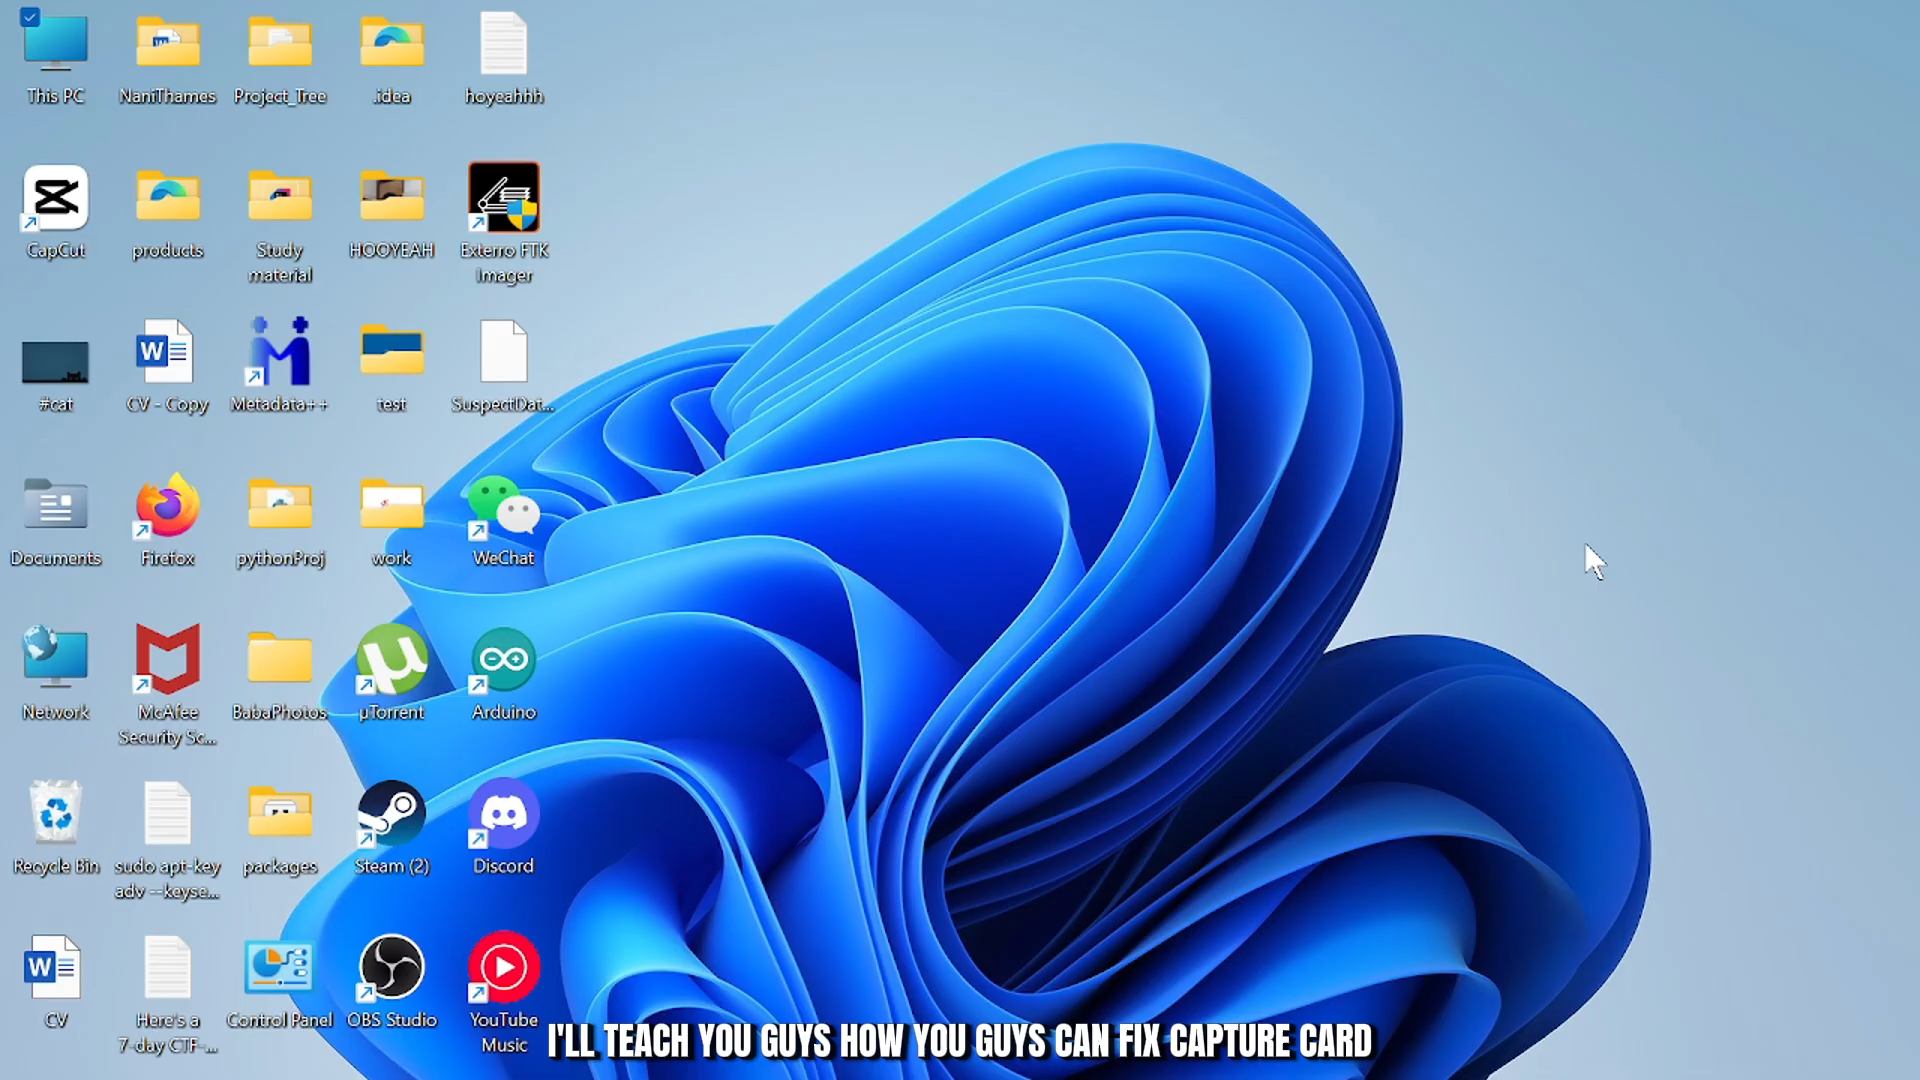 This PC
NaniThames
Project_Tree
.idea
hoyeahhh
CapCut
products
Study
material
HOOYEAH
Exterro FTK
Imager
#cat
W
CV - Copy
Metadata++
test
SuspectDat...
Documents
Firefox
pythonProj
work
WeChat
Network
McAfee
Security Sc...
BabaPhotos
µTorrent
Arduino
Recycle Bin
sudo apt-key
adv --keyse...
packages
Steam (2)
Discord
W
CV
Here's a
7-day CTF-...
Control Panel
OBS Studio
YouTube
Music
I'LL TEACH YOU GUYS HOW YOU GUYS CAN FIX CAPTURE CARD